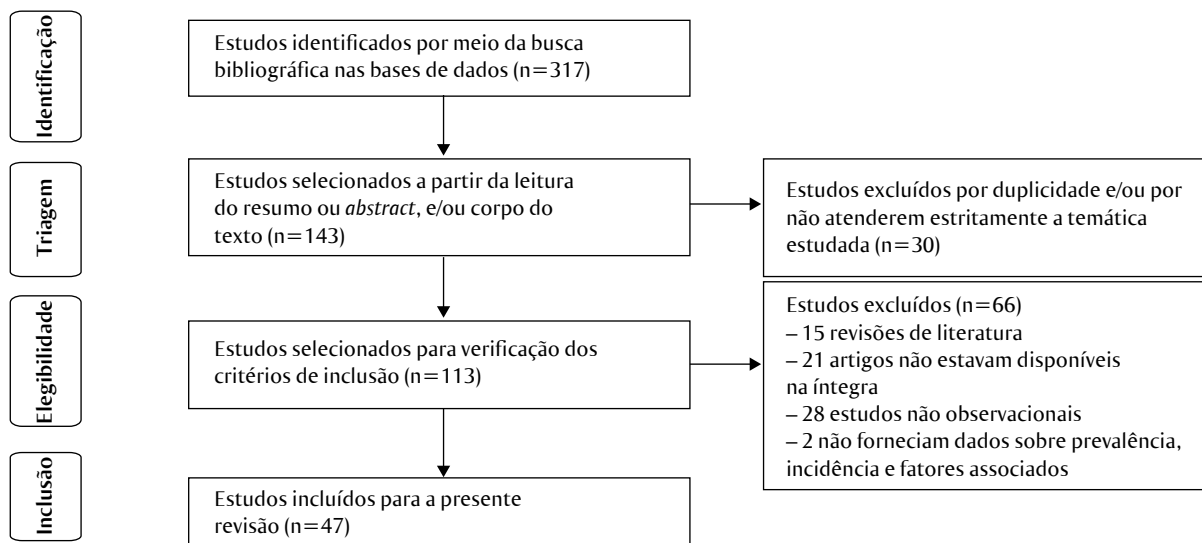 Identificação
Estudos identificados por meio da busca
bibliográfica nas bases de dados (n=317)
Triagem
Estudos selecionados a partir da leitura
do resumo ou abstract, e/ou corpo do
texto (n=143)
Estudos excluídos por duplicidade e/ou por
não atenderem estritamente a temática
estudada (n=30)
Elegibilidade
Estudos selecionados para verificação dos
critérios de inclusão (n=113)
Estudos excluídos (n=66)
– 15 revisões de literatura
– 21 artigos não estavam disponíveis
na íntegra
– 28 estudos não observacionais
– 2 não forneciam dados sobre prevalência,
incidência e fatores associados
Inclusão
Estudos incluídos para a presente
revisão (n=47)